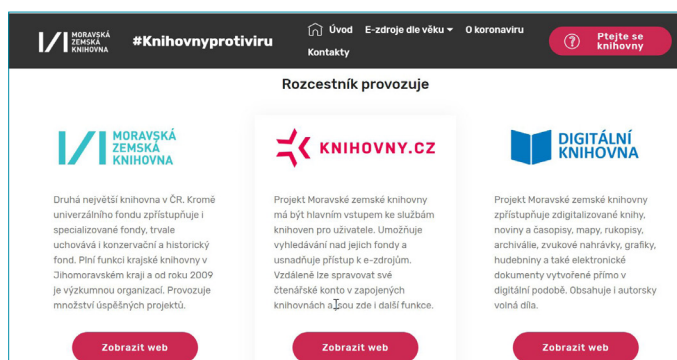 MORAVSKÁ
ZEMSKÁ
KNIHOVNA
#Knihovnyprotiviru
Úvod E-zdroje dle věku O koronaviru
Kontakty
Ptejte se
knihovny
Rozcestník provozuje
MORAVSKÁ
ZEMSKÁ
KNIHOVNA
Druhá největší knihovna v ČR. Kromě
univerzálního fondu zpřístupňuje i
specializované fondy, trvale
uchovává i konzervační a historický
fond. Plní funkci krajské knihovny v
Jihomoravském kraji a od roku 2009
je výzkumnou organizací. Provozuje
množství úspěšných projektů.
Zobrazit web
KNIHOVNY.CZ
Projekt Moravské zemské knihovny
má být hlavním vstupem ke službám
knihoven pro uživatele. Umožňuje
vyhledávání nad jejich fondy a
usnadňuje přístup k e-zdrojům.
Vzdáleně lze spravovat své
čtenářské konto v zapojených
knihovnách a jsou zde i další funkce.
Zobrazit web
DIGITÁLNÍ
KNIHOVNA
Projekt Moravské zemské knihovny
zpřístupňuje zdigitalizované knihy,
noviny a časopisy, mapy, rukopisy,
archiválie, zvukové nahrávky, grafiky,
hudebniny a také elektronické
dokumenty vytvořené přímo v
digitální podobě. Obsahuje i autorsky
volná díla.
Zobrazit web